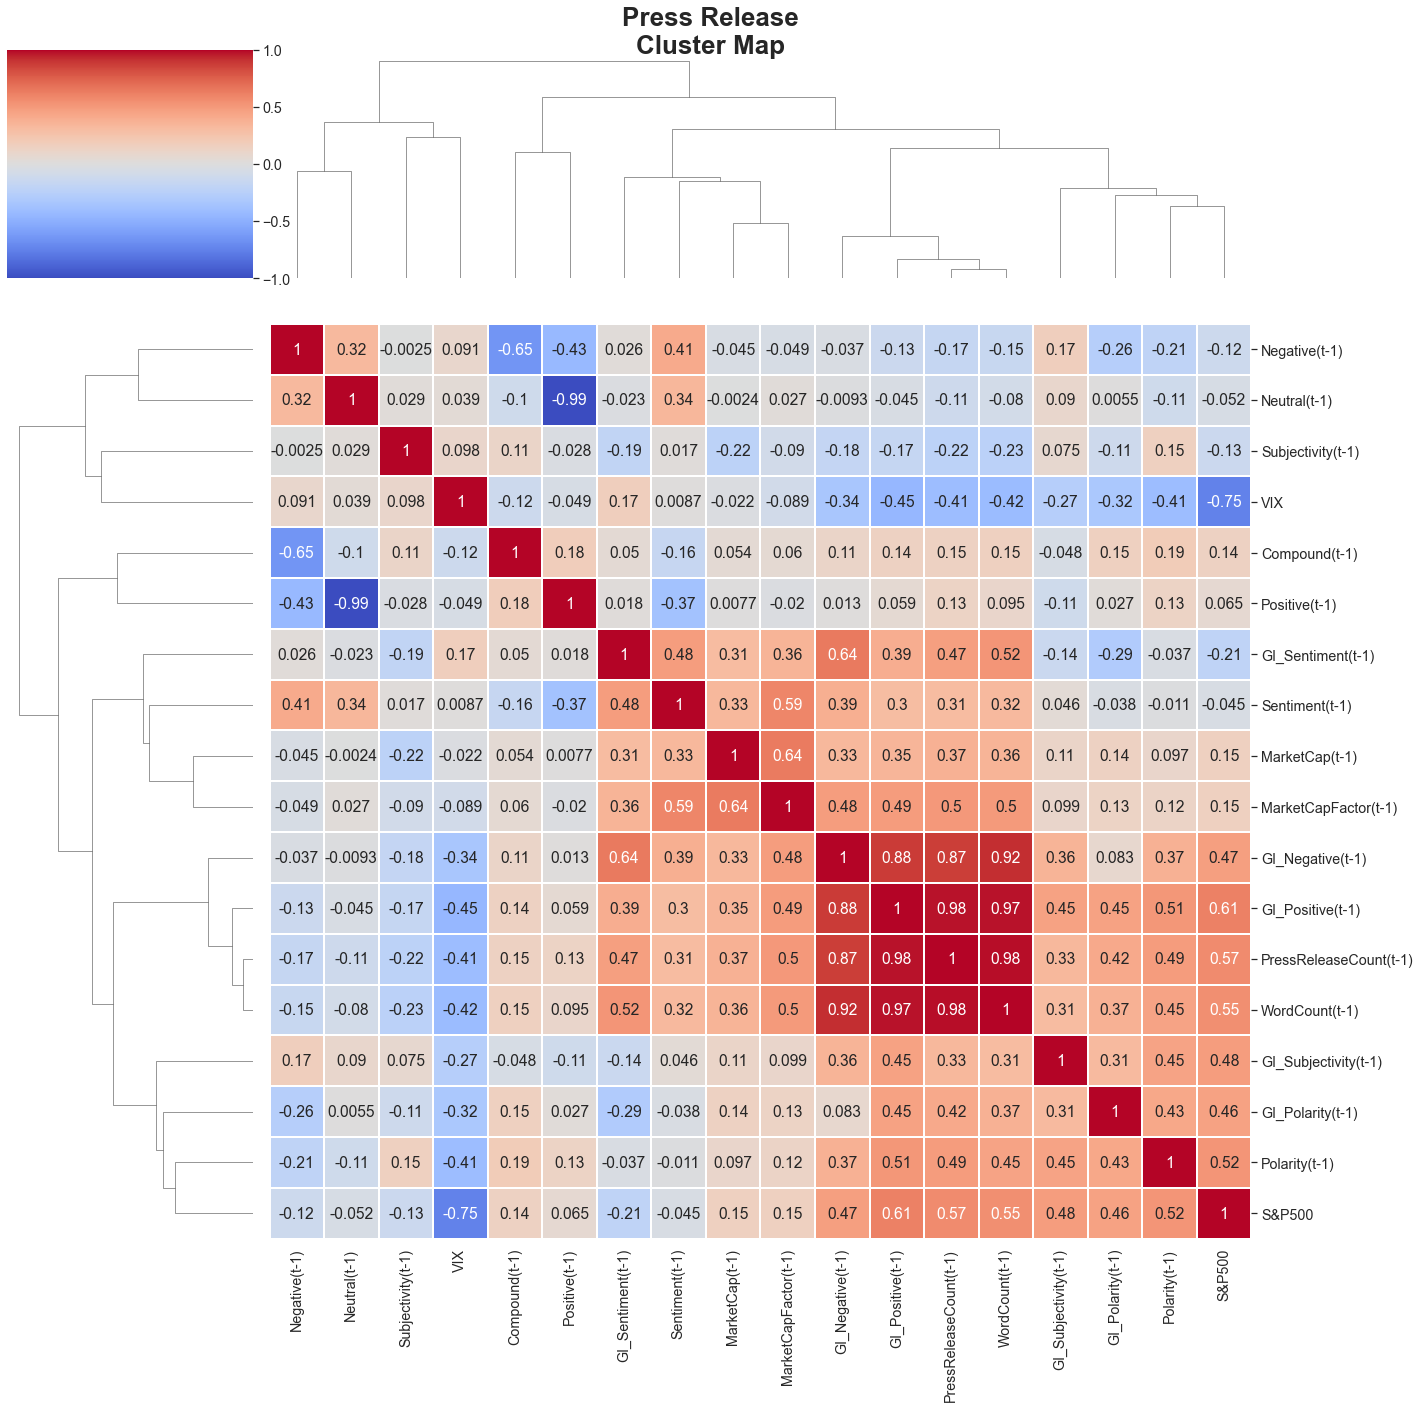 Press Release
Cluster Map
1.0
0.5
0.0
−0.5
−1.0
1 0.32 -0.0025 0.091 -0.65 -0.43 0.026 0.41 -0.045 -0.049 -0.037 -0.13 -0.17 -0.15 0.17 -0.26 -0.21 -0.12 Negative(t-1)
0.32 1 0.029 0.039 -0.1 -0.99 -0.023 0.34 -0.0024 0.027 -0.0093 -0.045 -0.11 -0.08 0.09 0.0055 -0.11 -0.052 Neutral(t-1)
-0.0025 0.029 1 0.098 0.11 -0.028 -0.19 0.017 -0.22 -0.09 -0.18 -0.17 -0.22 -0.23 0.075 -0.11 0.15 -0.13 Subjectivity(t-1)
0.091 0.039 0.098 1 -0.12 -0.049 0.17 0.0087 -0.022 -0.089 -0.34 -0.45 -0.41 -0.42 -0.27 -0.32 -0.41 -0.75 VIX
-0.65 -0.1 0.11 -0.12 1 0.18 0.05 -0.16 0.054 0.06 0.11 0.14 0.15 0.15 -0.048 0.15 0.19 0.14 Compound(t-1)
-0.43 -0.99 -0.028 -0.049 0.18 1 0.018 -0.37 0.0077 -0.02 0.013 0.059 0.13 0.095 -0.11 0.027 0.13 0.065 Positive(t-1)
0.026 -0.023 -0.19 0.17 0.05 0.018 1 0.48 0.31 0.36 0.64 0.39 0.47 0.52 -0.14 -0.29 -0.037 -0.21 GI_Sentiment(t-1)
0.41 0.34 0.017 0.0087 -0.16 -0.37 0.48 1 0.33 0.59 0.39 0.3 0.31 0.32 0.046 -0.038 -0.011 -0.045 Sentiment(t-1)
-0.045 -0.0024 -0.22 -0.022 0.054 0.0077 0.31 0.33 1 0.64 0.33 0.35 0.37 0.36 0.11 0.14 0.097 0.15 MarketCap(t-1)
-0.049 0.027 -0.09 -0.089 0.06 -0.02 0.36 0.59 0.64 1 0.48 0.49 0.5 0.5 0.099 0.13 0.12 0.15 MarketCapFactor(t-1)
-0.037 -0.0093 -0.18 -0.34 0.11 0.013 0.64 0.39 0.33 0.48 1 0.88 0.87 0.92 0.36 0.083 0.37 0.47 GI_Negative(t-1)
-0.13 -0.045 -0.17 -0.45 0.14 0.059 0.39 0.3 0.35 0.49 0.88 1 0.98 0.97 0.45 0.45 0.51 0.61 GI_Positive(t-1)
-0.17 -0.11 -0.22 -0.41 0.15 0.13 0.47 0.31 0.37 0.5 0.87 0.98 1 0.98 0.33 0.42 0.49 0.57 PressReleaseCount(t-1)
-0.15 -0.08 -0.23 -0.42 0.15 0.095 0.52 0.32 0.36 0.5 0.92 0.97 0.98 1 0.31 0.37 0.45 0.55 WordCount(t-1)
0.17 0.09 0.075 -0.27 -0.048 -0.11 -0.14 0.046 0.11 0.099 0.36 0.45 0.33 0.31 1 0.31 0.45 0.48 GI_Subjectivity(t-1)
-0.26 0.0055 -0.11 -0.32 0.15 0.027 -0.29 -0.038 0.14 0.13 0.083 0.45 0.42 0.37 0.31 1 0.43 0.46 GI_Polarity(t-1)
-0.21 -0.11 0.15 -0.41 0.19 0.13 -0.037 -0.011 0.097 0.12 0.37 0.51 0.49 0.45 0.45 0.43 1 0.52 Polarity(t-1)
-0.12 -0.052 -0.13 -0.75 0.14 0.065 -0.21 -0.045 0.15 0.15 0.47 0.61 0.57 0.55 0.48 0.46 0.52 1 S&P500
Negative(t-1)
Neutral(t-1)
Subjectivity(t-1)
VIX
Compound(t-1)
Positive(t-1)
GI_Sentiment(t-1)
Sentiment(t-1)
MarketCap(t-1)
MarketCapFactor(t-1)
GI_Negative(t-1)
GI_Positive(t-1)
PressReleaseCount(t-1)
WordCount(t-1)
GI_Subjectivity(t-1)
GI_Polarity(t-1)
Polarity(t-1)
S&P500